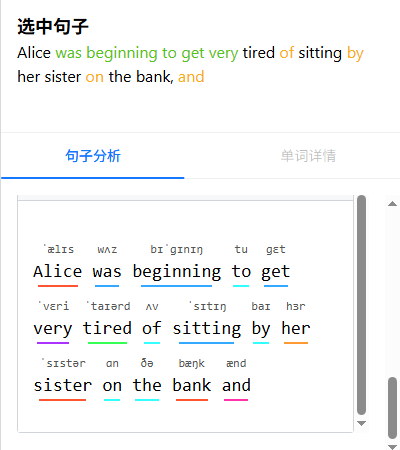 选中句子
Alice was beginning to get very tired of sitting by
her sister on the bank, and
句子分析 单词详情
ˈælɪs wʌz bɪˈɡɪnɪŋ tu ɡɛt
Alice was beginning to get
ˈvɛri ˈtaɪərd ʌv ˈsɪtɪŋ baɪ hɜr
very tired of sitting by her
ˈsɪstər ɑn ðə bæŋk ænd
sister on the bank and